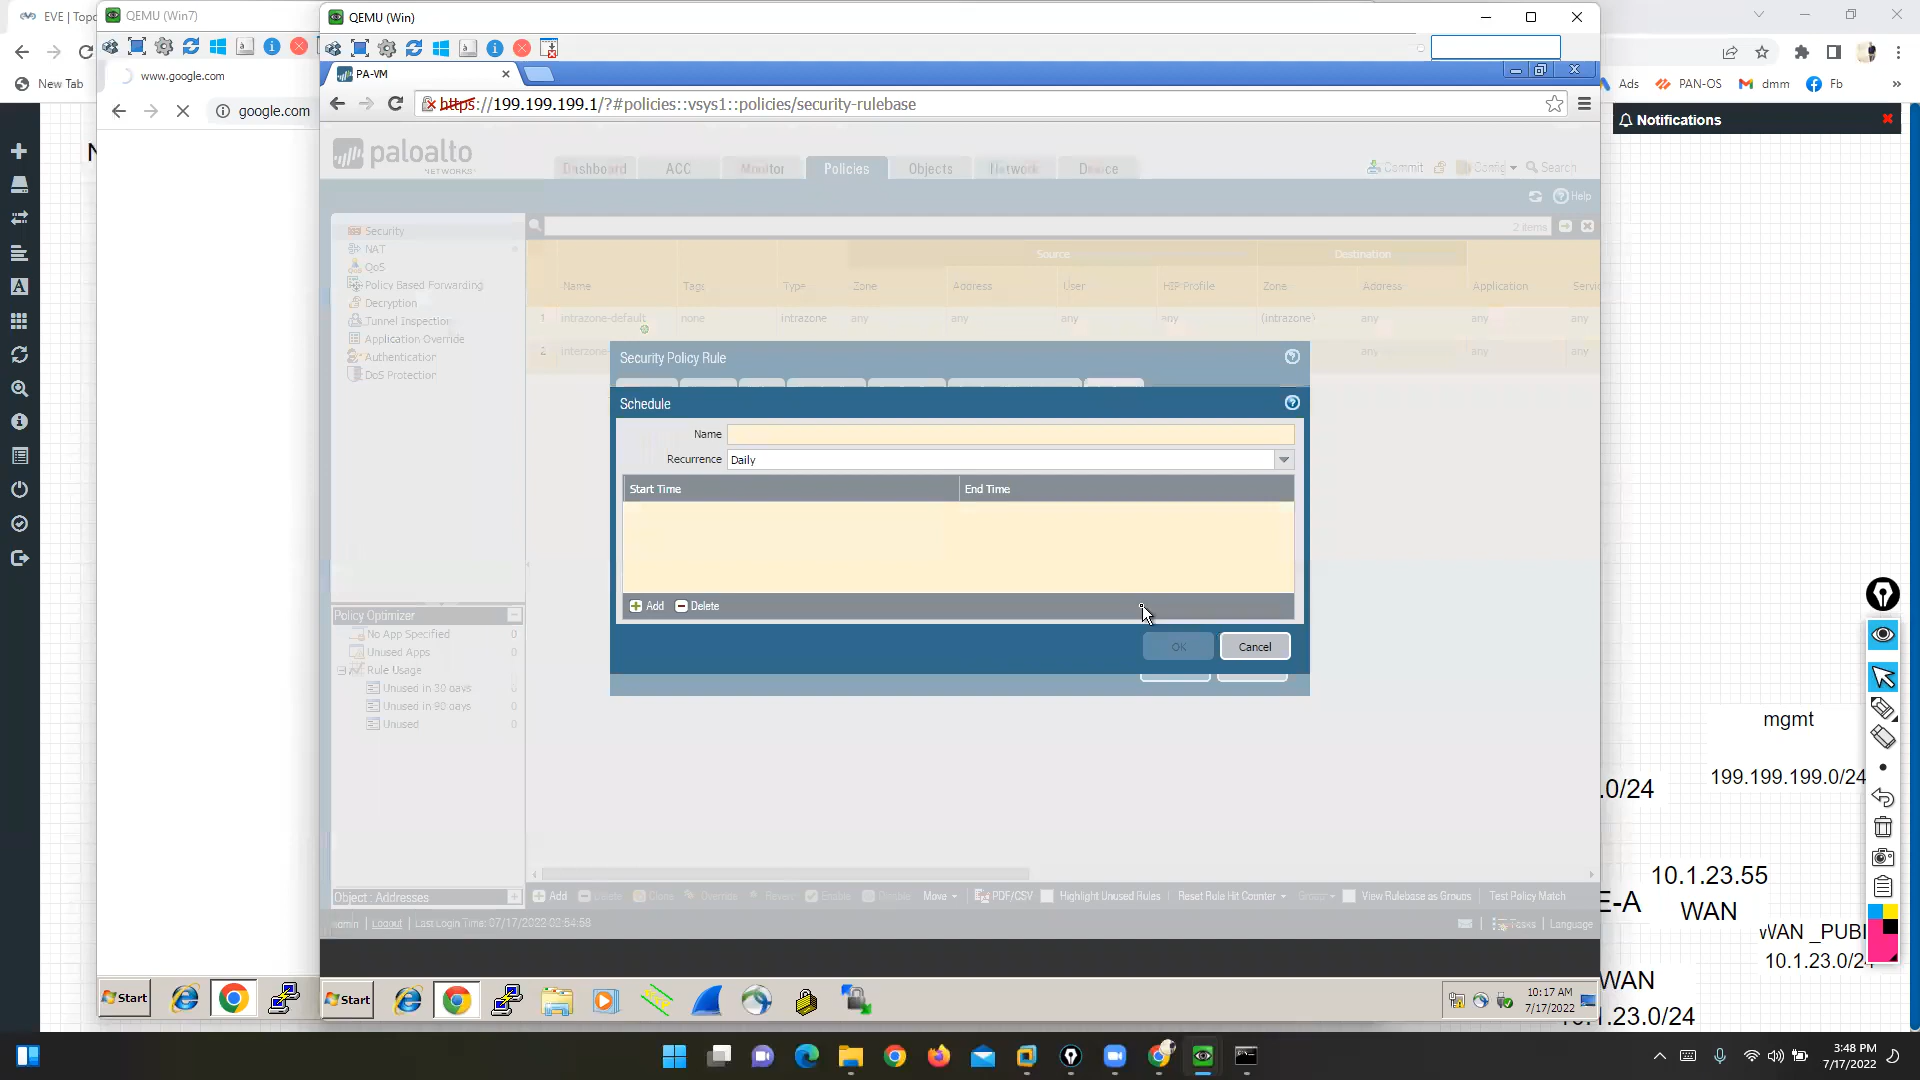 EVE | Topo
QEMU (Win7)
QEMU (Win)
New Tab
Ads
PAN-OS
dmm
Fb
»
www.google.com
google.com
PA-VM
https://199.199.199.1/?#policies::vsys1::policies/security-rulebase
Notifications
paloalto
NETWORKS
Dashboard
ACC
Monitor
Policies
Objects
Network
Device
Commit
Config
Search
Help
Security
NAT
QoS
Policy Based Forwarding
Decryption
Tunnel Inspection
Application Override
Authentication
DoS Protection
2 items
Source
Destination
Name
Tags
Type
Zone
Address
User
HIP Profile
Zone
Address
Application
Servi
1 intrazone-default none intrazone any any any any (intrazone) any any any
2 interzone- any any any
Security Policy Rule
Schedule
Name
Recurrence Daily
Start Time End Time
Add Delete
OK Cancel
Policy Optimizer
No App Specified 0
Unused Apps 0
Rule Usage
Unused in 30 days 0
Unused in 90 days 0
Unused 0
Object : Addresses
Add Delete Clone Override Revert Enable Disable Move PDF/CSV Highlight Unused Rules Reset Rule Hit Counter Group View Rulebase as Groups Test Policy Match
admin Logout Last Login Time: 07/17/2022 02:54:58
Tasks Language
mgmt
199.199.199.0/24
.0/24
10.1.23.55
E-A
WAN
WAN _PUBI
10.1.23.0/24
WAN
10.1.23.0/24
Start
Start
10:17 AM
7/17/2022
3:48 PM
7/17/2022